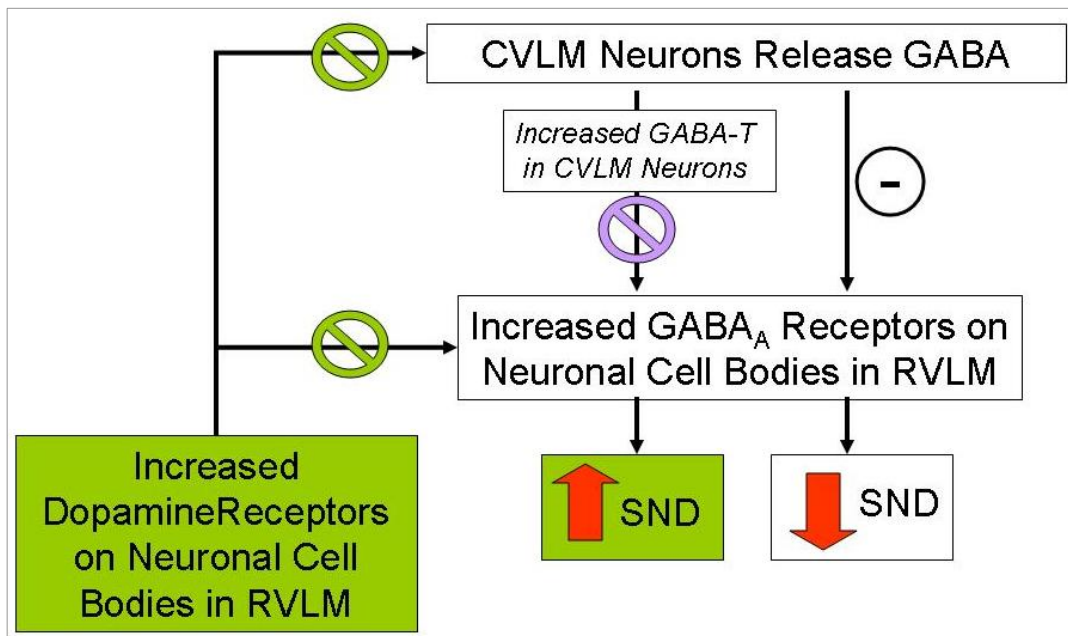 CVLM Neurons Release GABA
Increased GABA-T
in CVLM Neurons
-
Increased GABAA Receptors on
Neuronal Cell Bodies in RVLM
Increased
DopamineReceptors
on Neuronal Cell
Bodies in RVLM
SND
SND